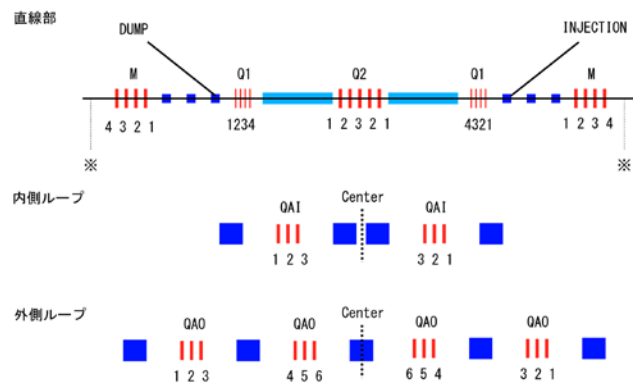 直線部
DUMP
INJECTION
M Q1 Q2 Q1 M
4 3 2 1 1234 1 2 3 2 1 4321 1 2 3 4
※ ※
内側ループ
Center
QAI QAI
1 2 3 3 2 1
外側ループ
Center
QAO QAO QAO QAO
1 2 3 4 5 6 6 5 4 3 2 1